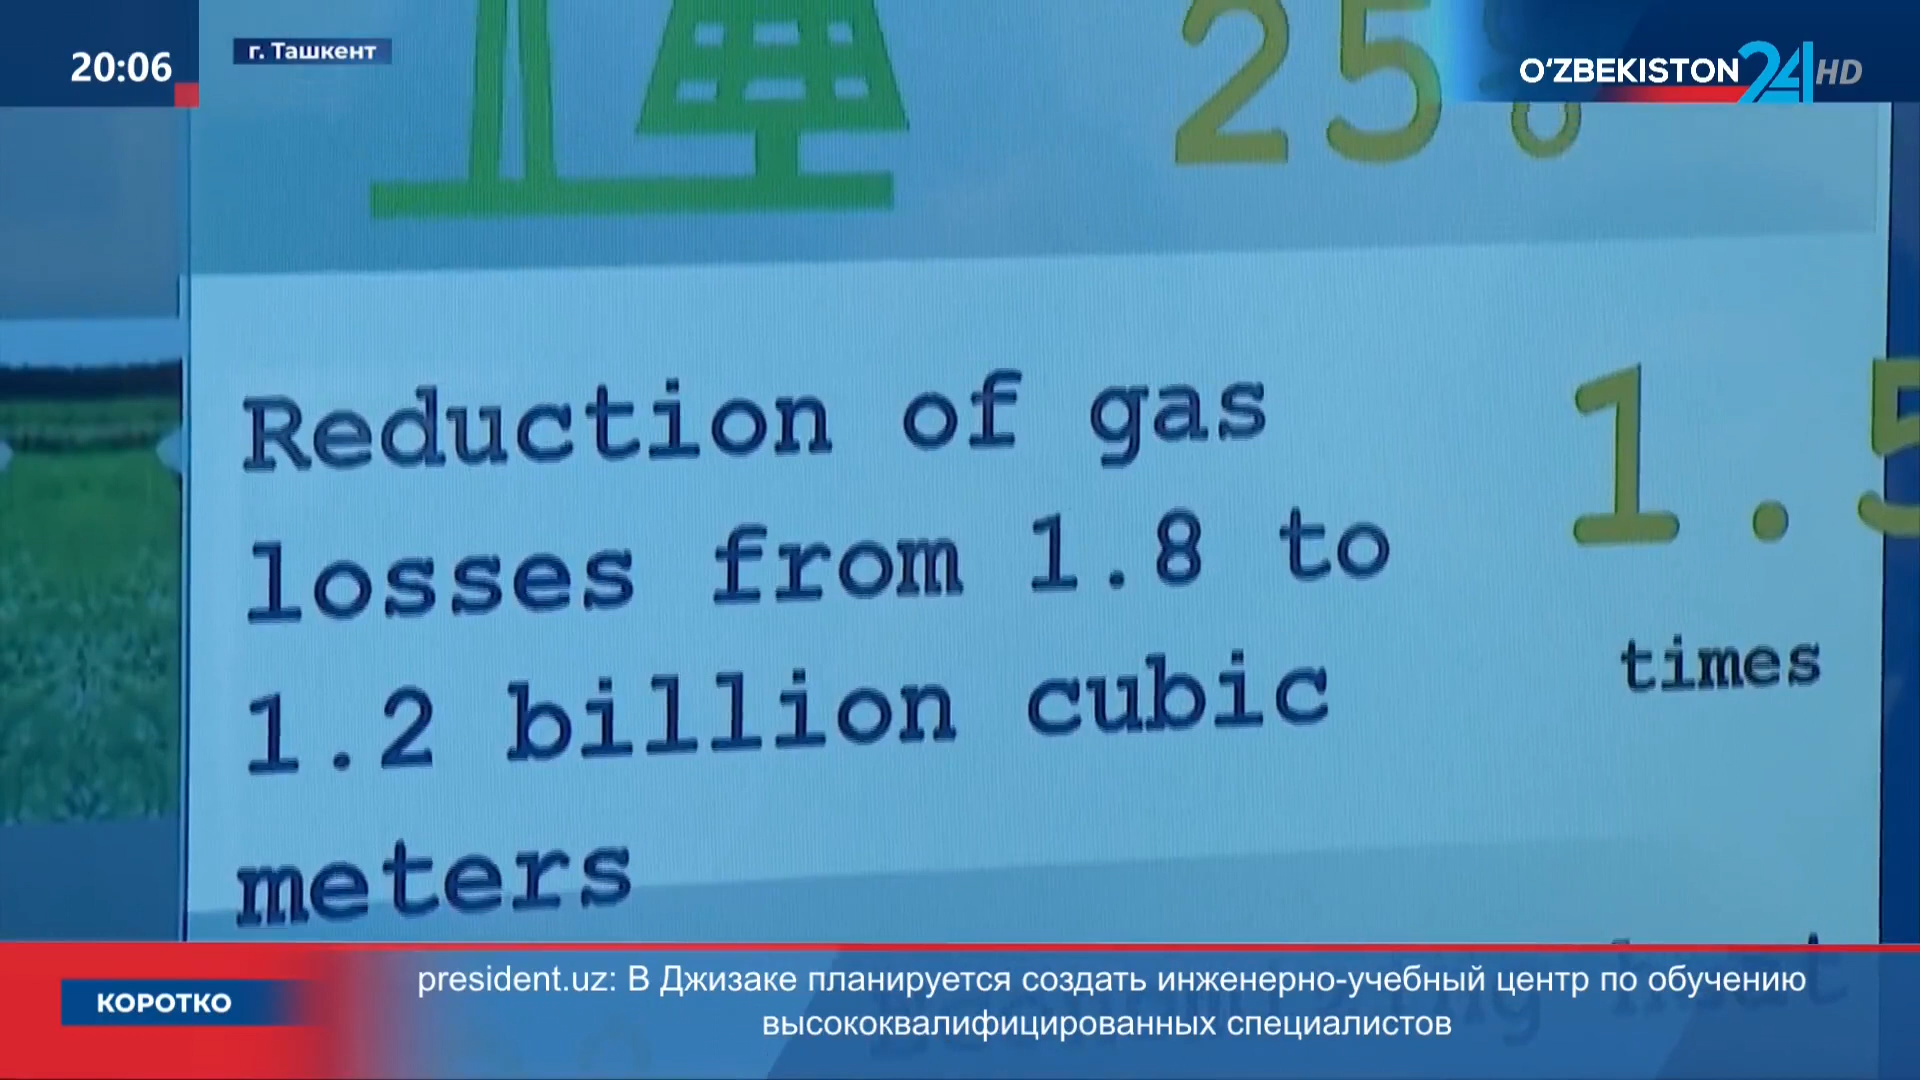 20:06
г. Ташкент
O‘ZBEKISTON 24 HD
25%
Reduction of gas
losses from 1.8 to
1.2 billion cubic
meters
1.5
times
КОРОТКО
president.uz: В Джизаке планируется создать инженерно-учебный центр по обучению
высококвалифицированных специалистов